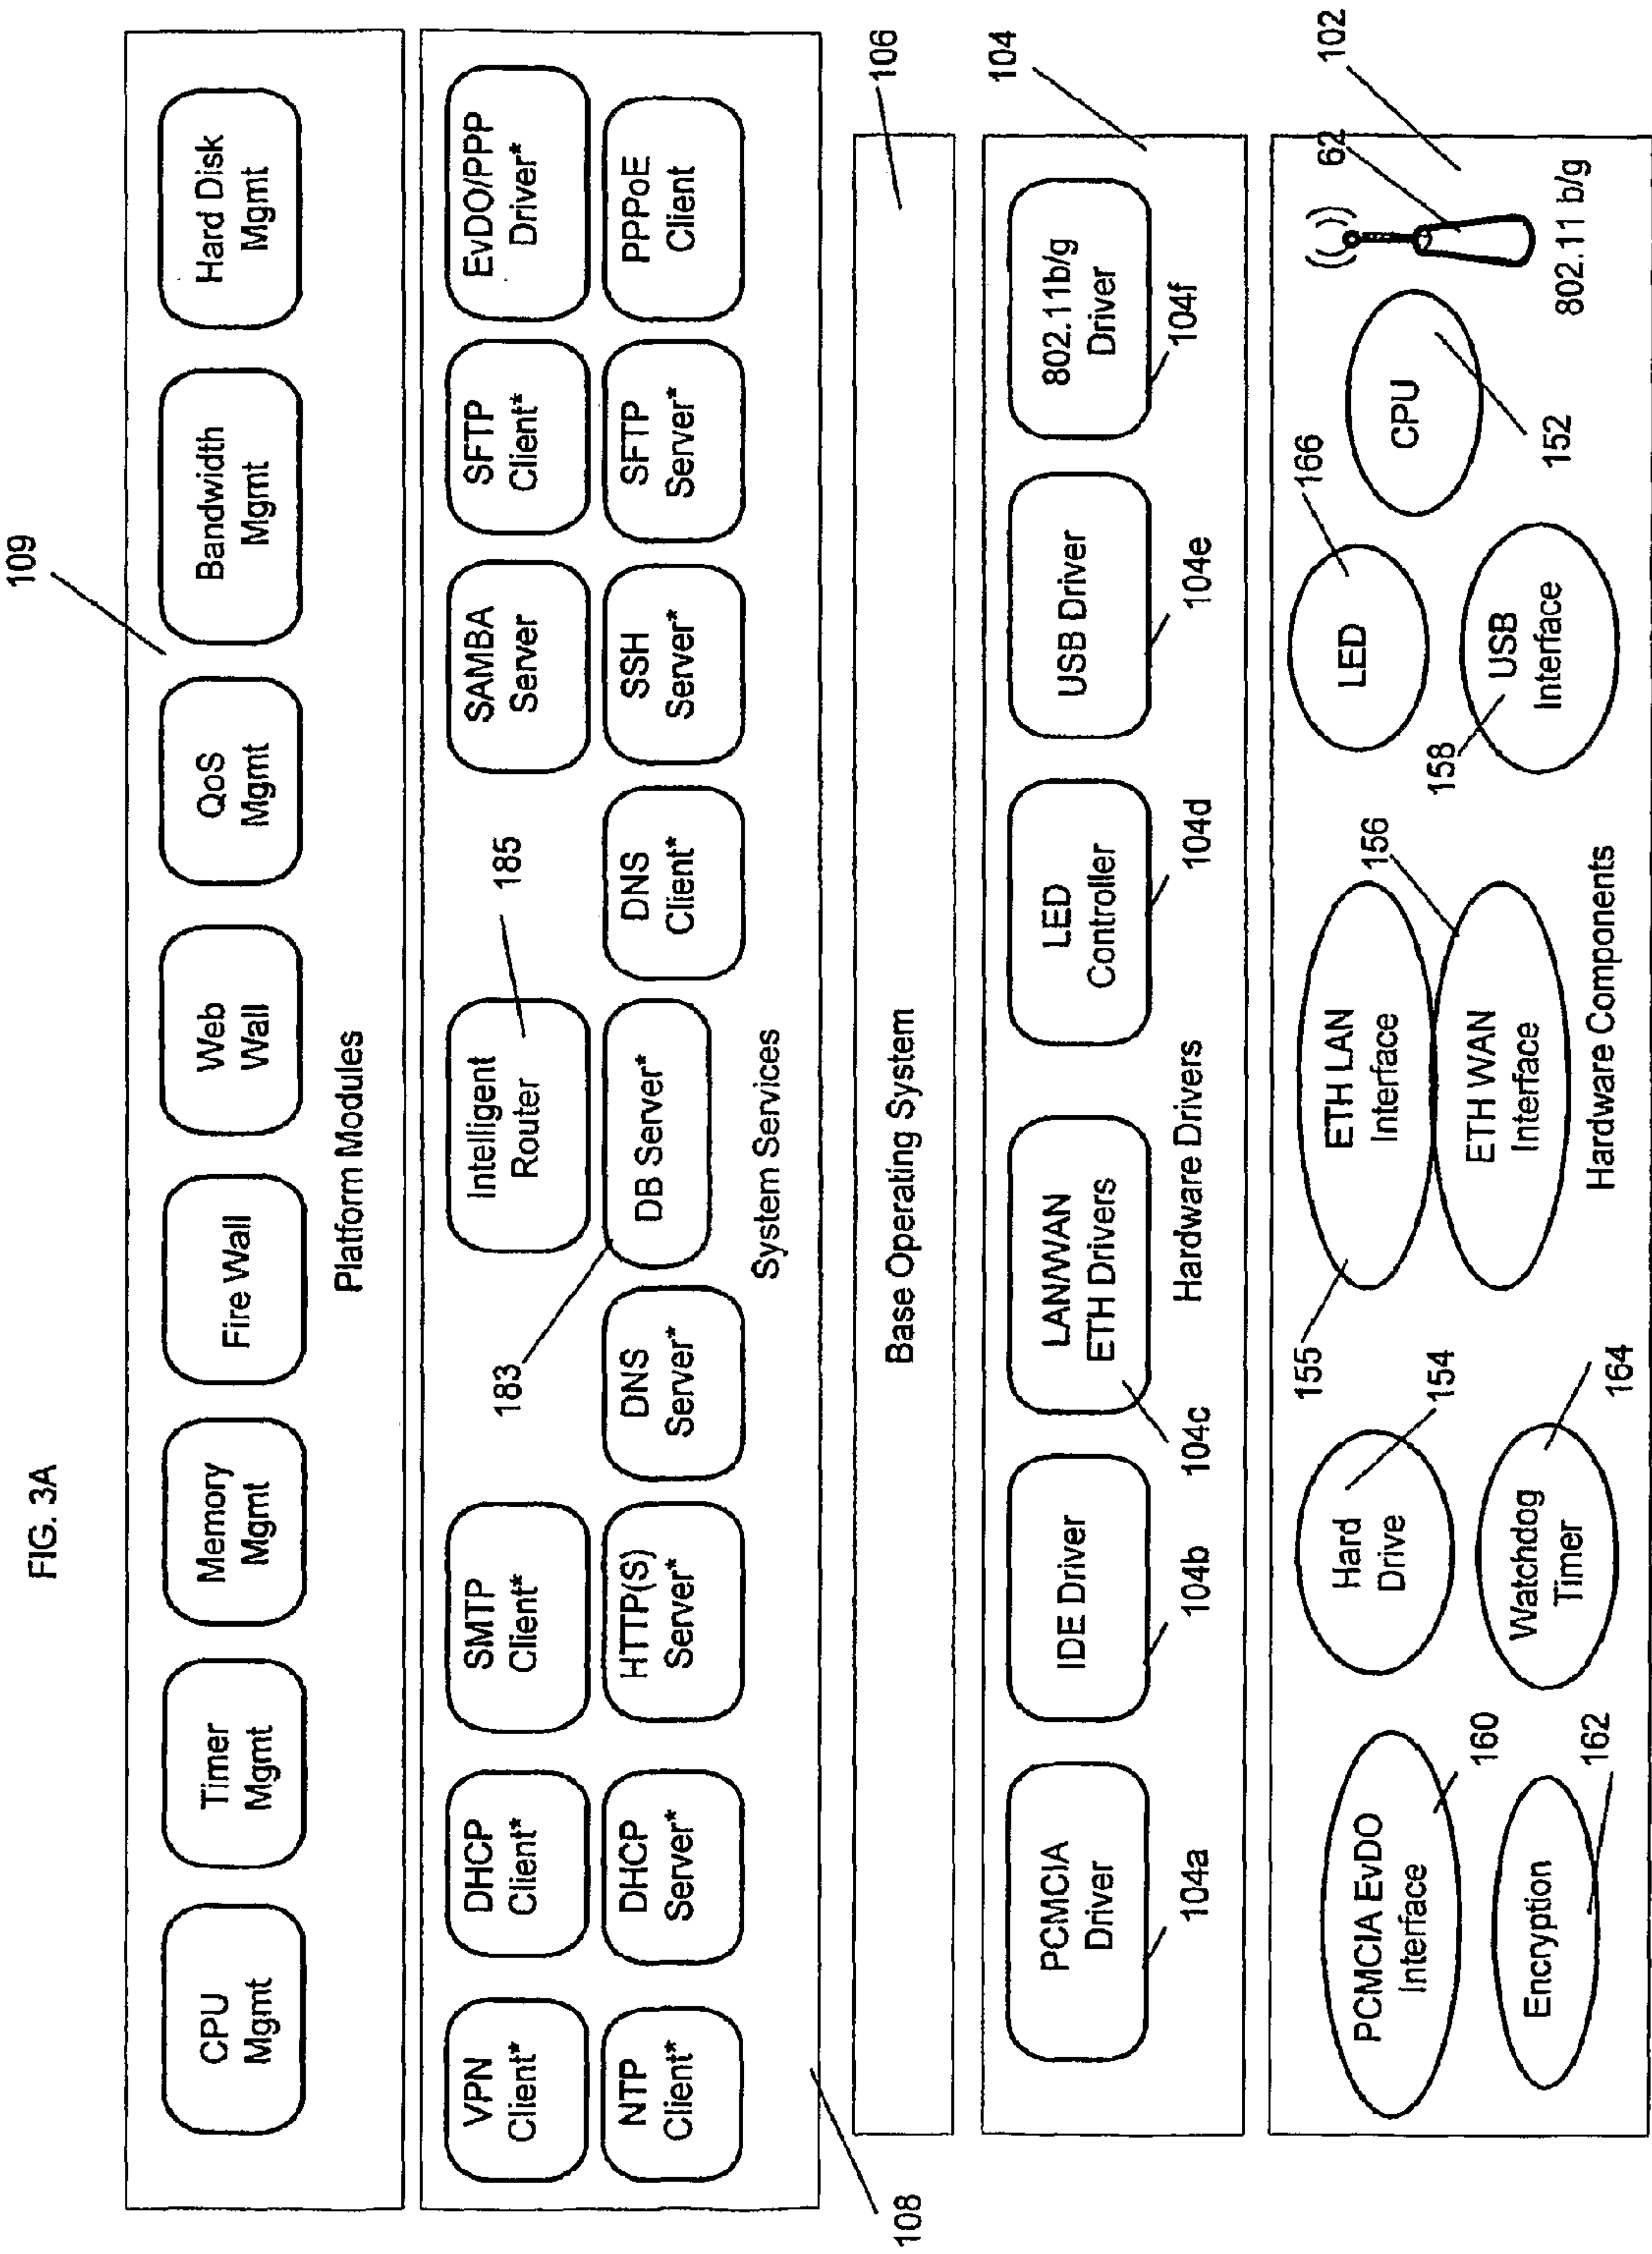 FIG. 3A
109
CPU
Mgmt
Timer
Mgmt
Memory
Mgmt
Fire Wall
Web
Wall
QoS
Mgmt
Bandwidth
Mgmt
Hard Disk
Mgmt
Platform Modules
VPN
Client*
DHCP
Client*
SMTP
Client*
Intelligent
Router
185
SAMBA
Server
SFTP
Client*
EvDO/PPP
Driver*
NTP
Client*
DHCP
Server*
HTTP(S)
Server*
183
DNS
Server*
DB Server*
DNS
Client*
SSH
Server*
SFTP
Server*
PPPoE
Client
System Services
108
106
Base Operating System
104
PCMCIA
Driver
104a
IDE Driver
104b
LAN/WAN
ETH Drivers
104c
LED
Controller
104d
USB Driver
104e
802.11b/g
Driver
104f
Hardware Drivers
102
PCMCIA EvDO
Interface
160
Encryption
162
Hard
Drive
154
Watchdog
Timer
164
155
ETH LAN
Interface
156
ETH WAN
Interface
LED
166
158
USB
Interface
CPU
152
62
802.11 b/g
Hardware Components